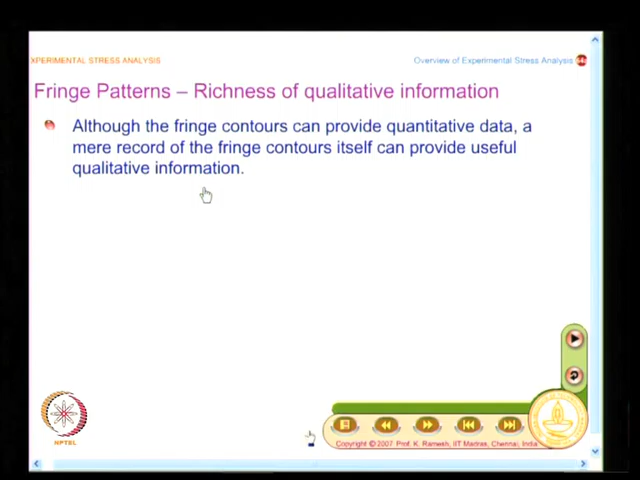 XPERIMENTAL STRESS ANALYSIS
Overview of Experimental Stress Analysis
Fringe Patterns – Richness of qualitative information
Although the fringe contours can provide quantitative data, a
mere record of the fringe contours itself can provide useful
qualitative information.
NPTEL
Copyright © 2007 Prof. K. Ramesh, IIT Madras, Chennai, India